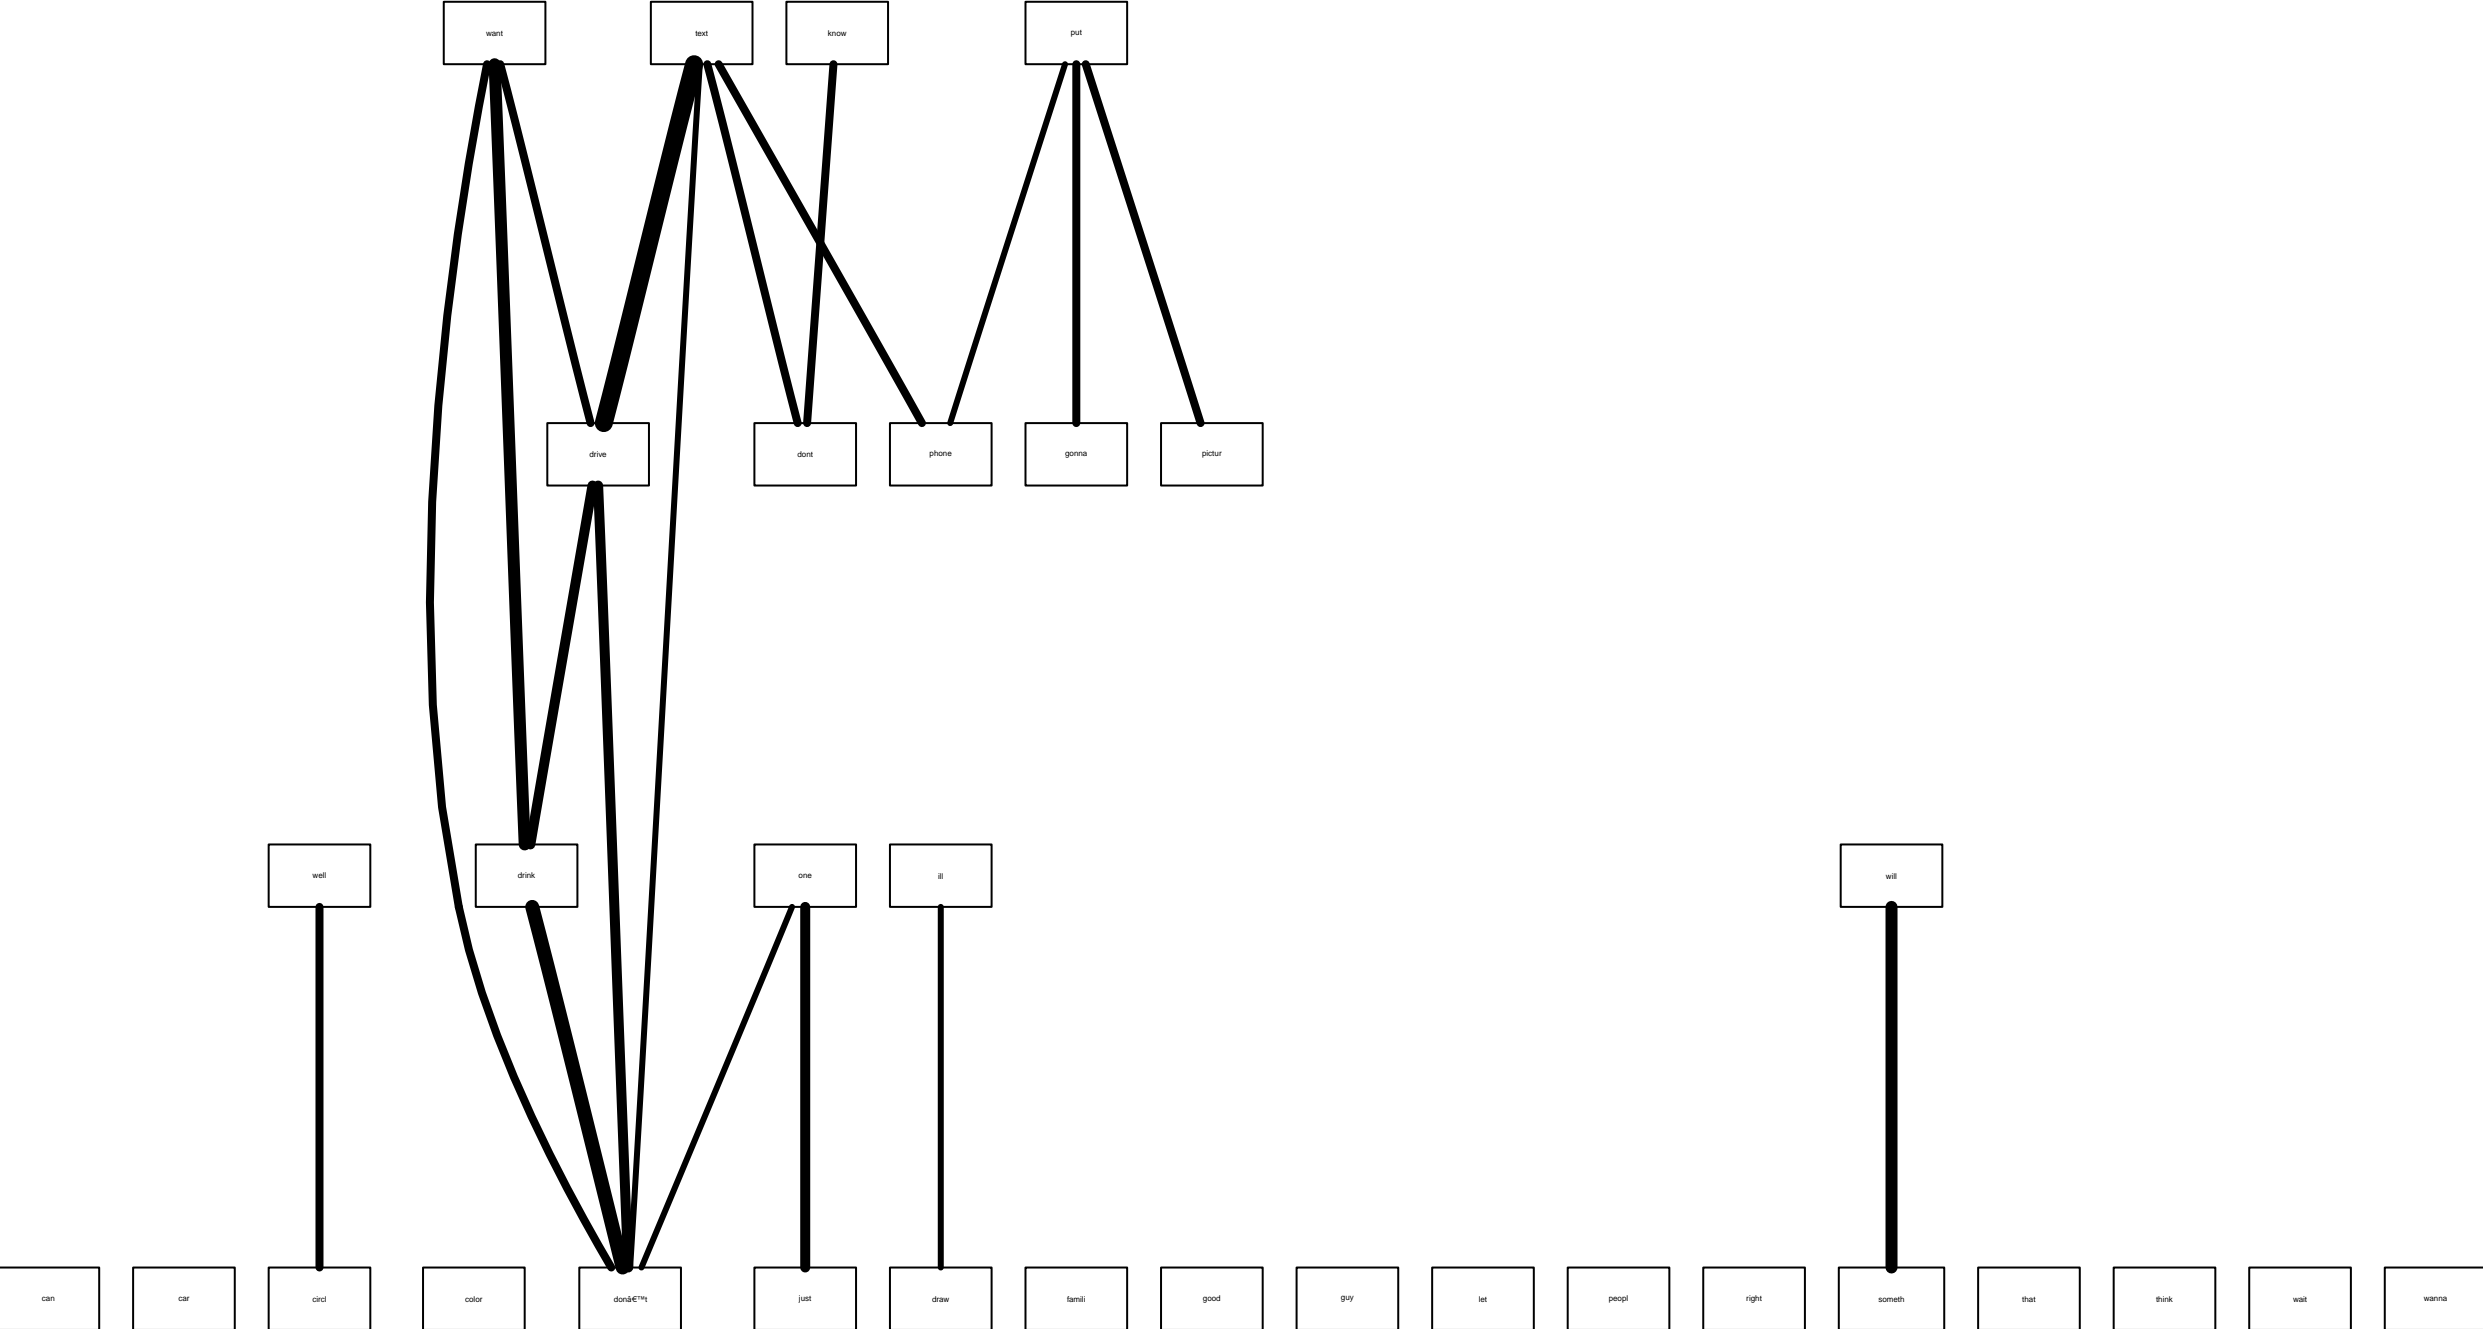 want text know put
drive dont phone gonna pictur
well drink one ill will
can car circl color donâ€™t just draw famili good guy let peopl right someth that think wait wanna